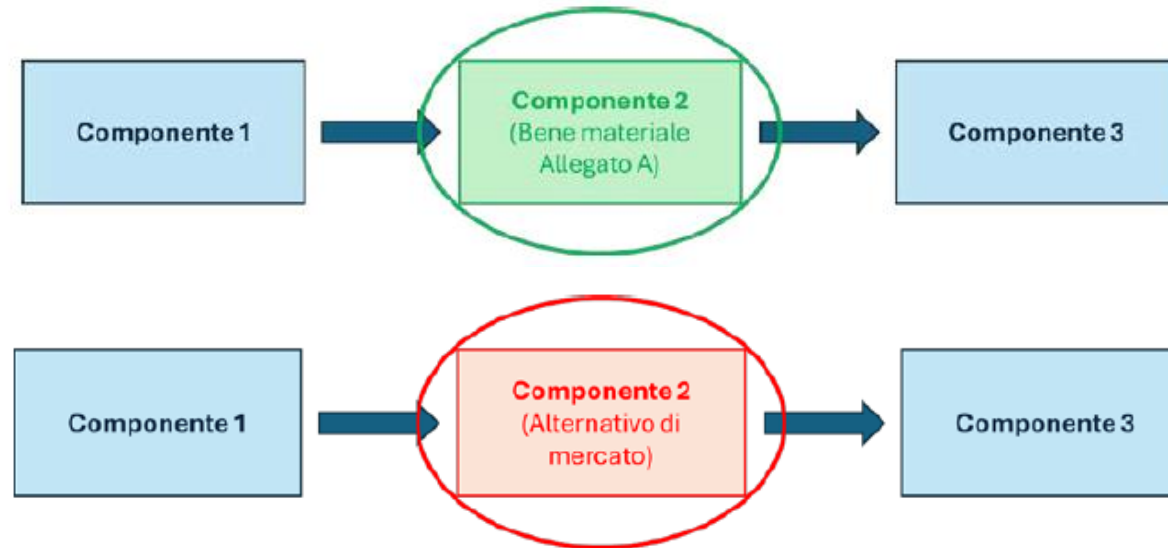 Componente 1
Componente 2
(Bene materiale
Allegato A)
Componente 3
Componente 1
Componente 2
(Alternativo di
mercato)
Componente 3